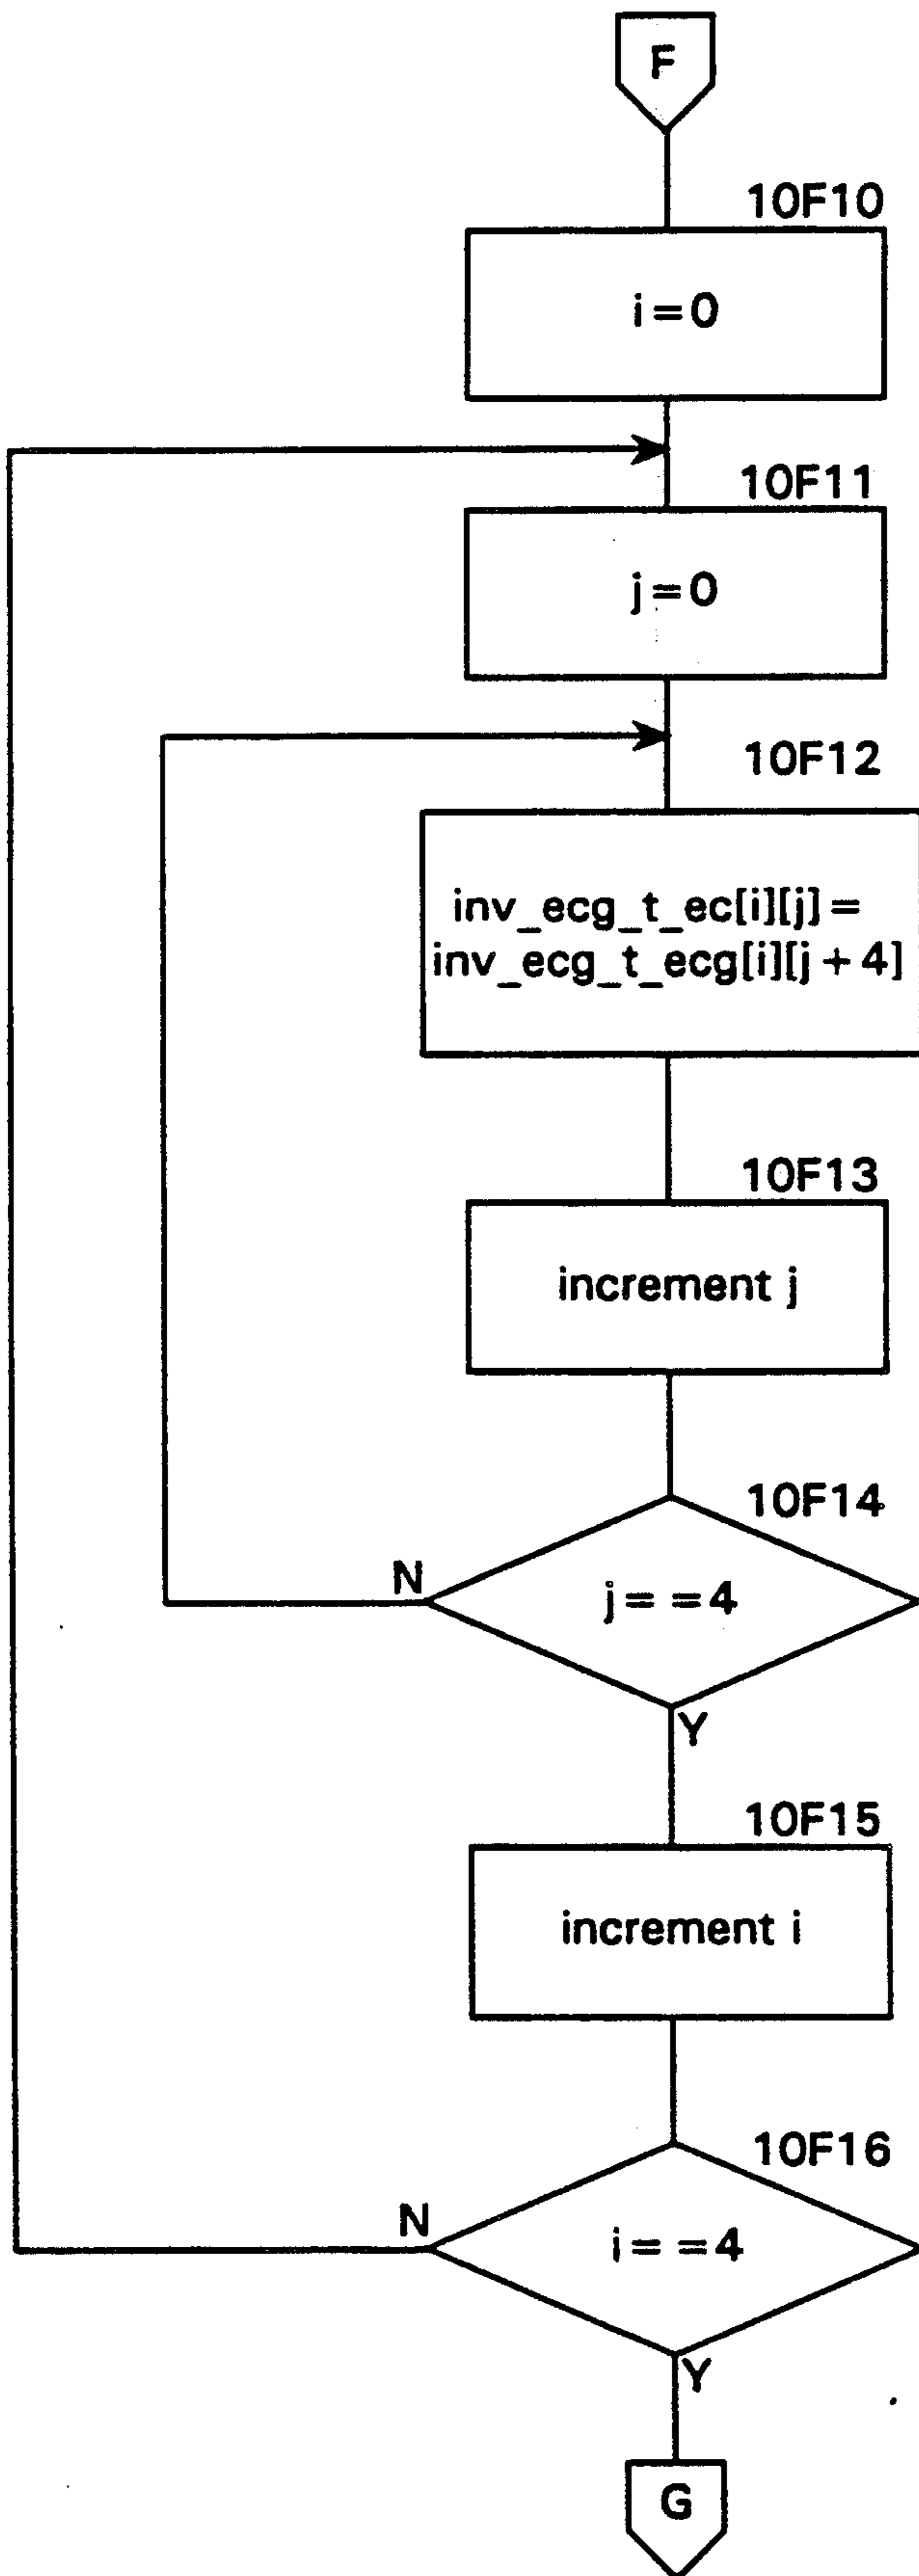 F
10F10
i=0
10F11
j=0
10F12
inv_ecg_t_ec[i][j]=
inv_ecg_t_ecg[i][j+4]
10F13
increment j
10F14
N
j==4
Y
10F15
increment i
10F16
N
i==4
Y
G